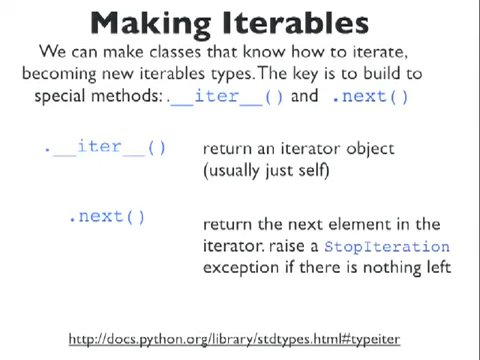 Making Iterables
We can make classes that know how to iterate,
becoming new iterables types. The key is to build to
special methods: .__iter__() and .next()
.__iter__() return an iterator object
(usually just self)
.next() return the next element in the
iterator. raise a StopIteration
exception if there is nothing left
http://docs.python.org/library/stdtypes.html#typeiter